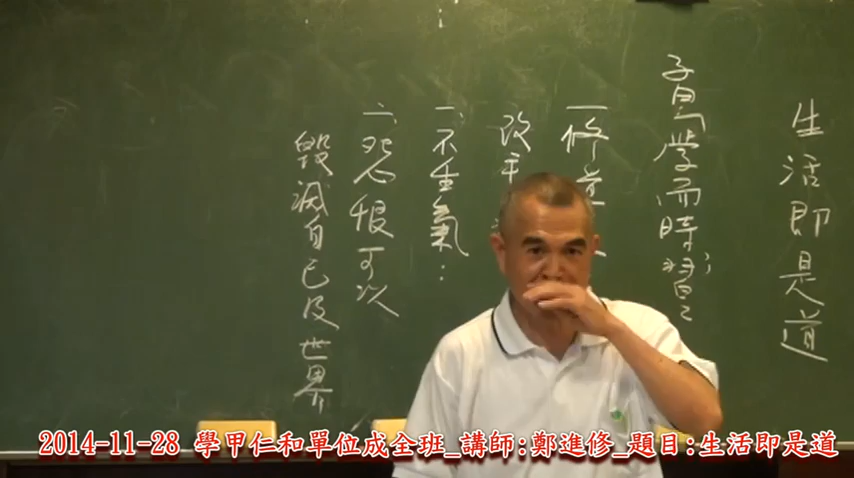 生活即是道
子曰學而時習之
一修道
改
一、不生氣:
二、怨恨可以
毀滅自己及世界
2014-11-28 學甲仁和單位成全班_講師:鄭進修_題目:生活即是道